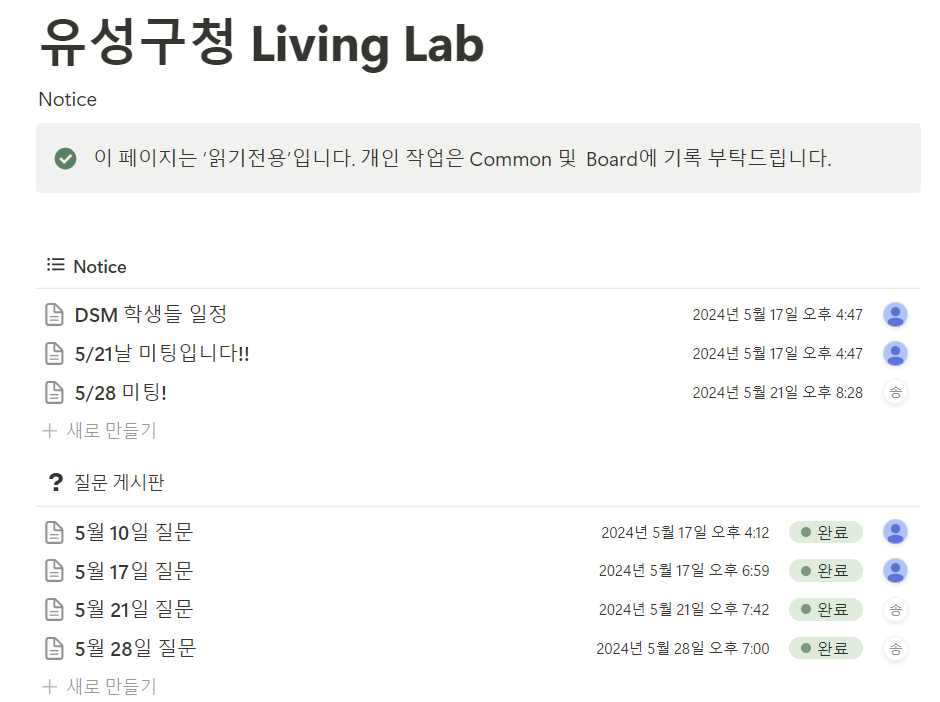 유성구청 Living Lab
Notice
이 페이지는 ‘읽기전용’입니다. 개인 작업은 Common 및 Board에 기록 부탁드립니다.
Notice
DSM 학생들 일정 2024년 5월 17일 오후 4:47
5/21날 미팅입니다!! 2024년 5월 17일 오후 4:47
5/28 미팅! 2024년 5월 21일 오후 8:28 송
+ 새로 만들기
? 질문 게시판
5월 10일 질문 2024년 5월 17일 오후 4:12 완료
5월 17일 질문 2024년 5월 17일 오후 6:59 완료
5월 21일 질문 2024년 5월 21일 오후 7:42 완료 송
5월 28일 질문 2024년 5월 28일 오후 7:00 완료 송
+ 새로 만들기